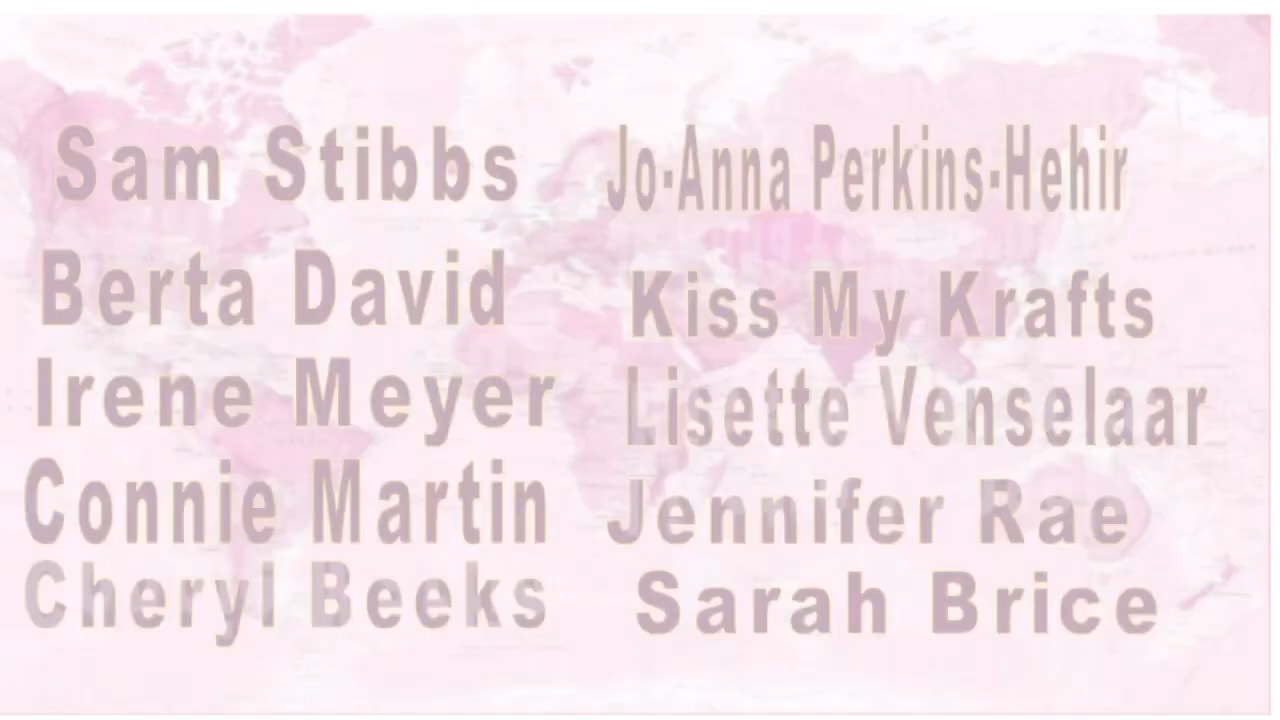 Sam Stibbs
Berta David
Irene Meyer
Connie Martin
Cheryl Beeks
Jo-Anna Perkins-Hehir
Kiss My Krafts
Lisette Venselaar
Jennifer Rae
Sarah Brice